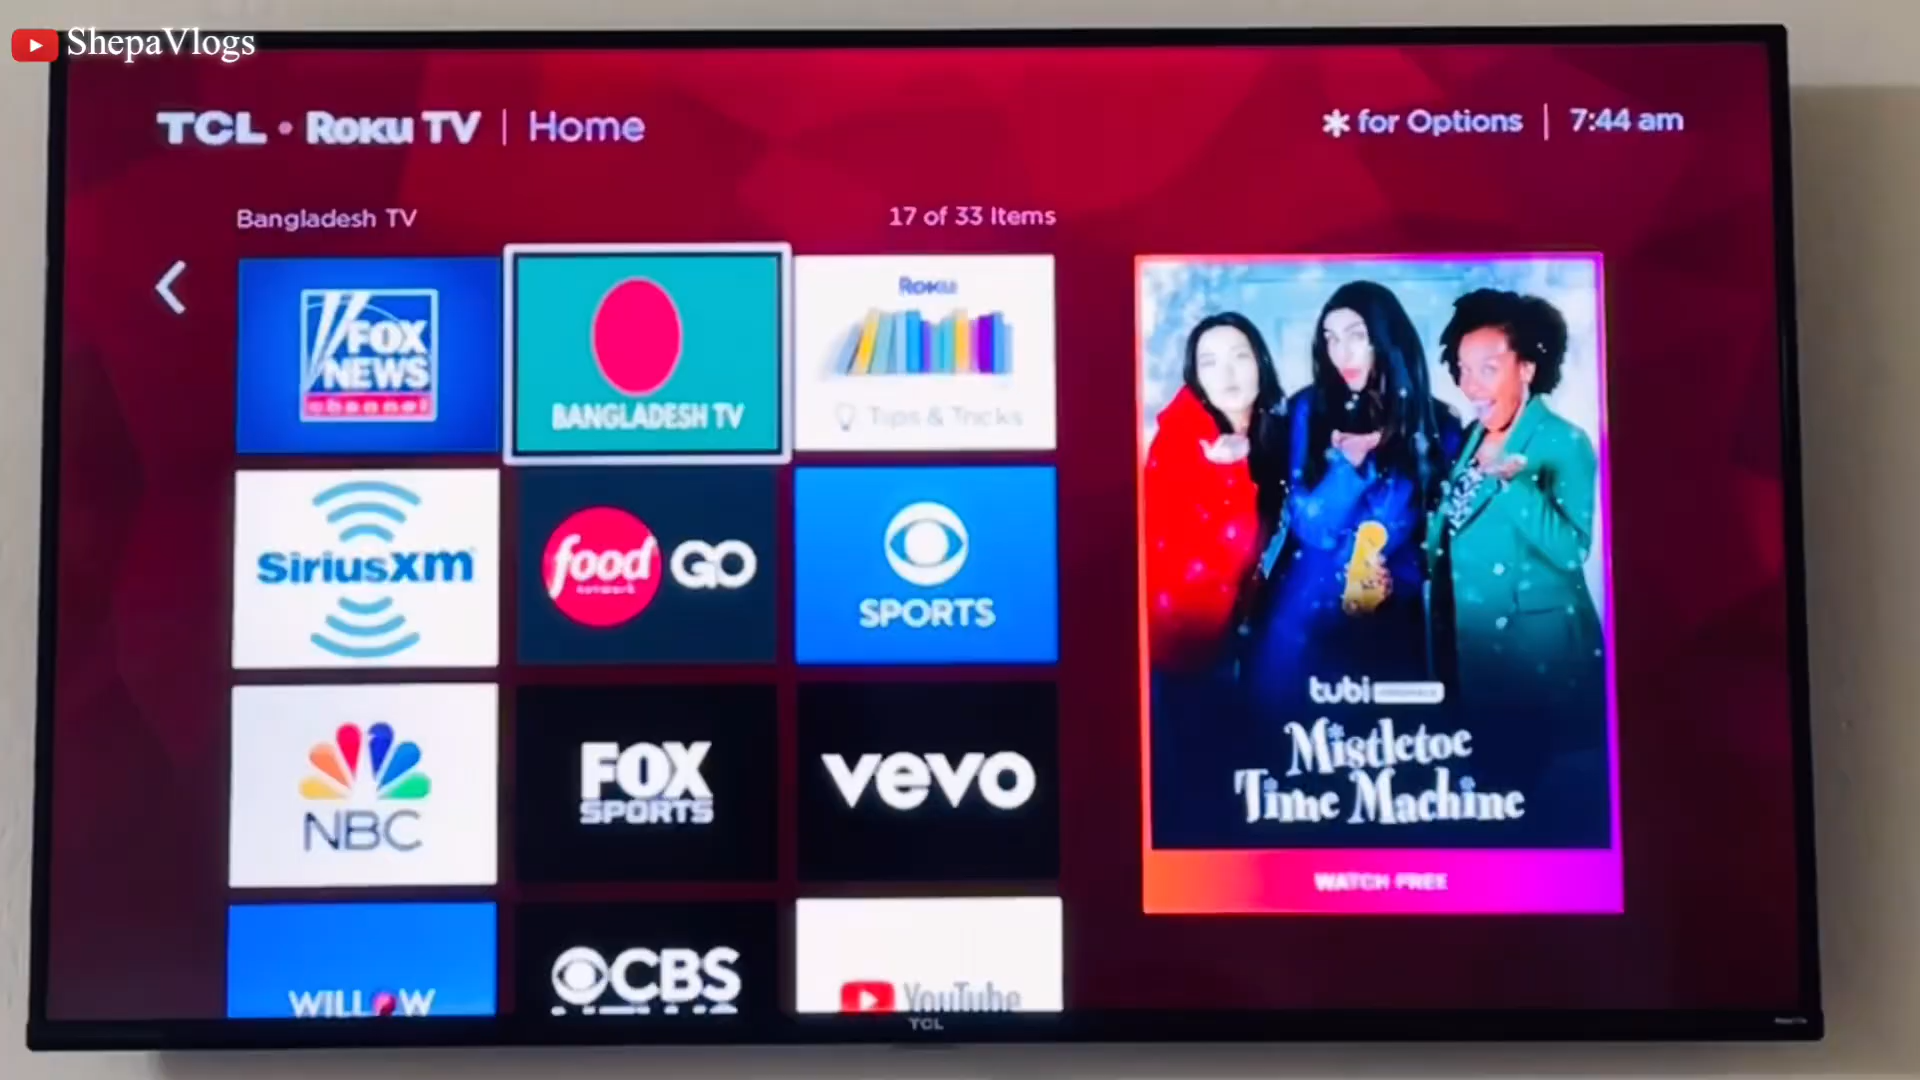 ShepaVlogs
TCL • Roku TV | Home
* for Options | 7:44 am
Bangladesh TV
17 of 33 Items
FOX
NEWS
channel
BANGLADESH TV
Roku
Tips & Tricks
SiriusXM
food
network
GO
SPORTS
NBC
FOX
SPORTS
vevo
WILLOW
CBS
YouTube
tubi
Mistletoe
Time Machine
WATCH FREE
TCL